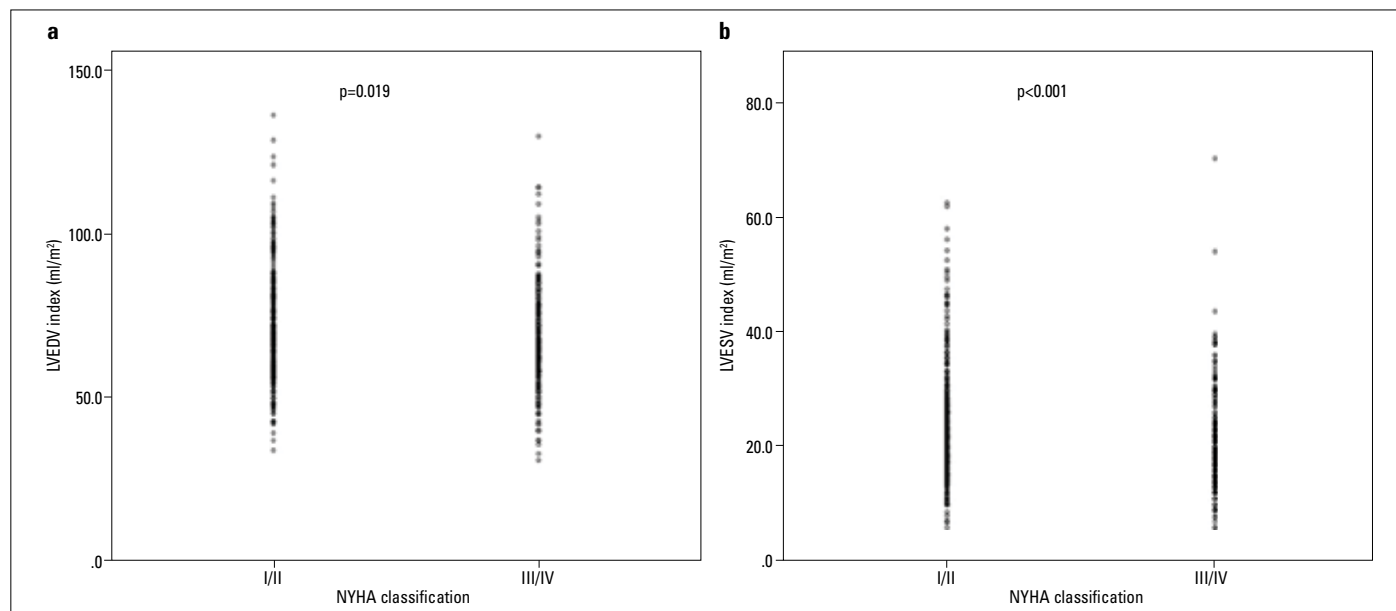 a
p=0.019
150.0
100.0
50.0
.0
LVEDV index (ml/m²)
I/II
III/IV
NYHA classification
b
p<0.001
80.0
60.0
40.0
20.0
.0
LVESV index (ml/m²)
I/II
III/IV
NYHA classification